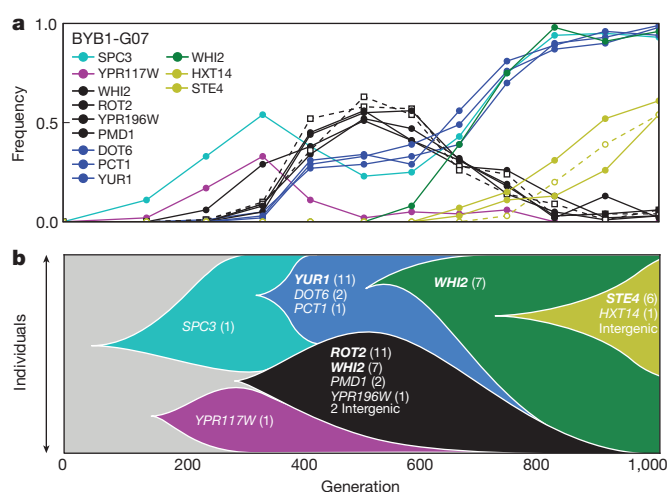 a
BYB1-G07
SPC3
YPR117W
WHI2
ROT2
YPR196W
PMD1
DOT6
PCT1
YUR1
WHI2
HXT14
STE4
1.0
0.5
0.0
Frequency
b
Individuals
SPC3 (1)
YPR117W (1)
YUR1 (11)
DOT6 (2)
PCT1 (1)
ROT2 (11)
WHI2 (7)
PMD1 (2)
YPR196W (1)
2 Intergenic
WHI2 (7)
STE4 (6)
HXT14 (1)
Intergenic
0 200 400 600 800 1,000
Generation